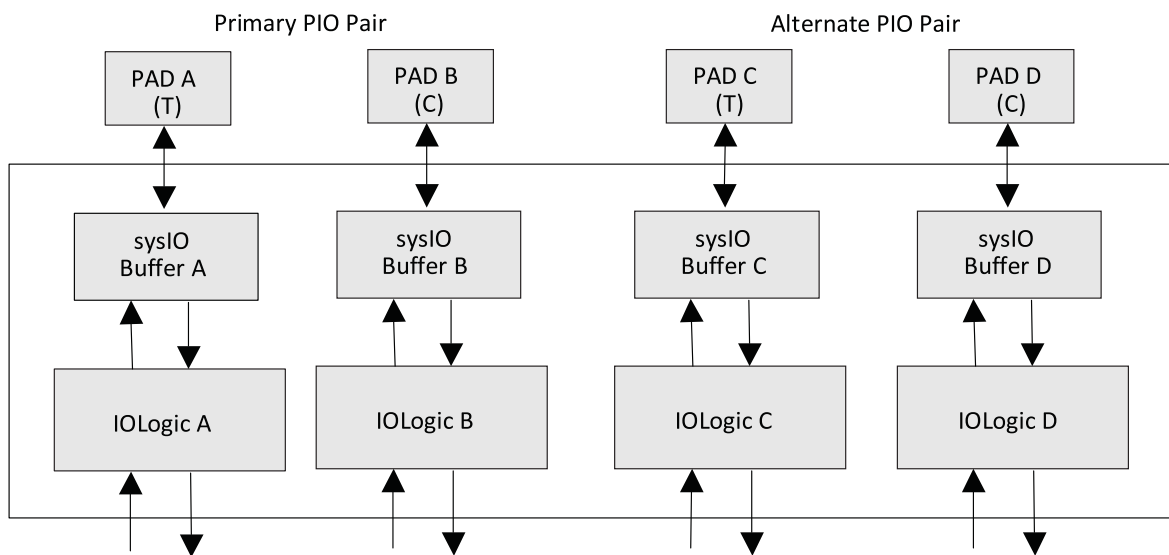 Primary PIO Pair
Alternate PIO Pair
PAD A
(T)
PAD B
(C)
PAD C
(T)
PAD D
(C)
sysIO
Buffer A
sysIO
Buffer B
sysIO
Buffer C
sysIO
Buffer D
IOLogic A
IOLogic B
IOLogic C
IOLogic D